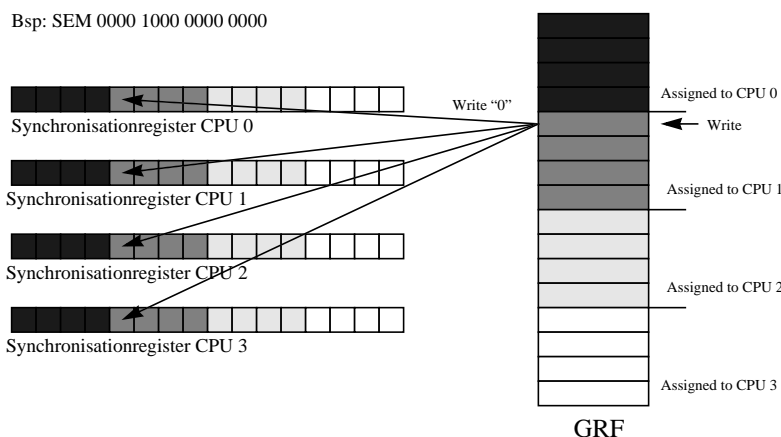 Bsp: SEM 0000 1000 0000 0000
Assigned to CPU 0
Write “0”
Synchronisationregister CPU 0
Write
Synchronisationregister CPU 1
Assigned to CPU 1
Synchronisationregister CPU 2
Assigned to CPU 2
Synchronisationregister CPU 3
Assigned to CPU 3
GRF